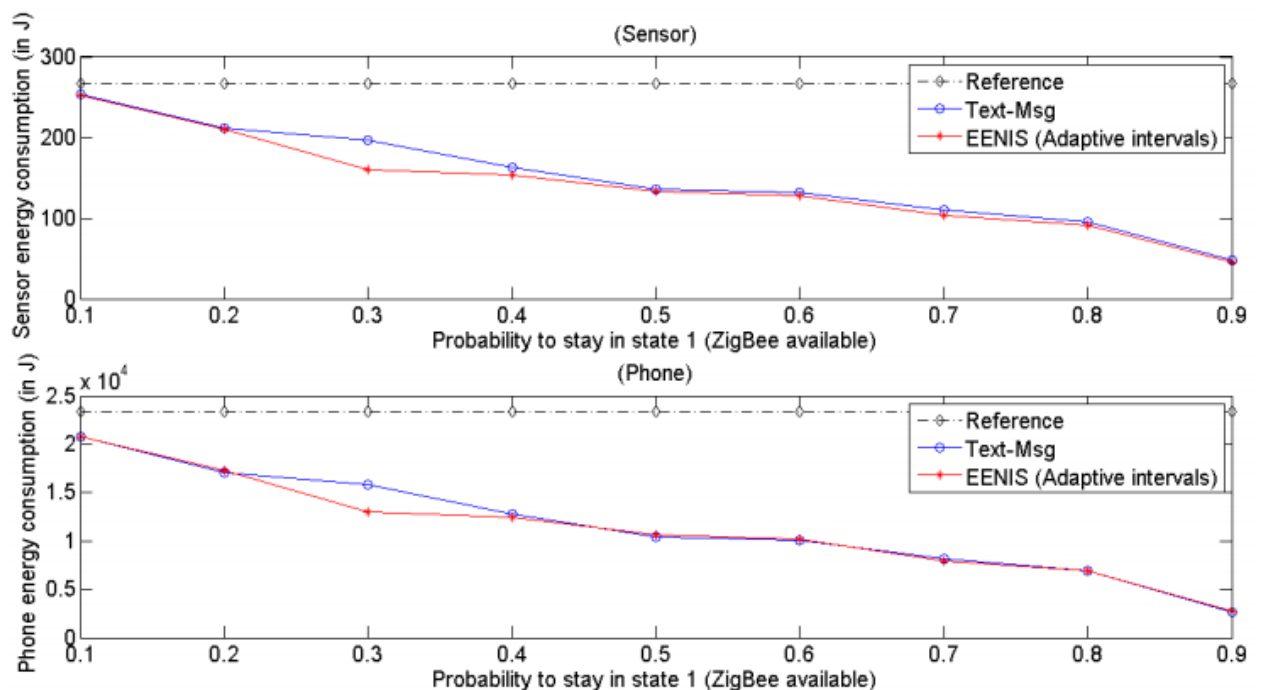 (Sensor)
Sensor energy consumption (in J)
300
200
100
0
Reference
Text-Msg
EENIS (Adaptive intervals)
0.1 0.2 0.3 0.4 0.5 0.6 0.7 0.8 0.9
Probability to stay in state 1 (ZigBee available)
(Phone)
Phone energy consumption (in J)
x 10^4
2.5
2
1.5
1
0.5
0
Reference
Text-Msg
EENIS (Adaptive intervals)
0.1 0.2 0.3 0.4 0.5 0.6 0.7 0.8 0.9
Probability to stay in state 1 (ZigBee available)